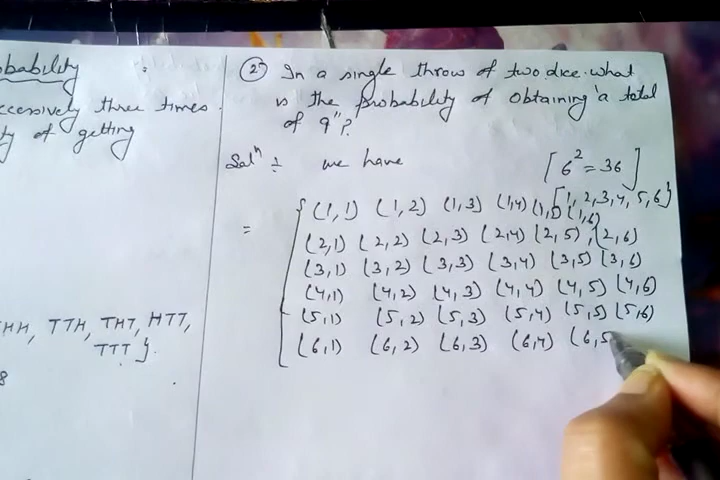 obability :
ccessively three times.
ty of getting
HH, TTH, THT, HTT,
TTT }.
8
(2) In a single throw of two dice. what
is the probability of obtaining "a total
of 9"?
Solⁿ ÷ we have [6² = 36]
[1, 2, 3, 4, 5, 6}
= { (1,1) (1,2) (1,3) (1,4) (1,5) (1,6)
(2,1) (2,2) (2,3) (2,4) (2,5), (2,6)
(3,1) (3,2) (3,3) (3,4) (3,5) (3,6)
(4,1) (4,2) (4,3) (4,4) (4,5) (4,6)
(5,1) (5,2) (5,3) (5,4) (5,5) (5,6)
(6,1) (6,2) (6,3) (6,4) (6,5